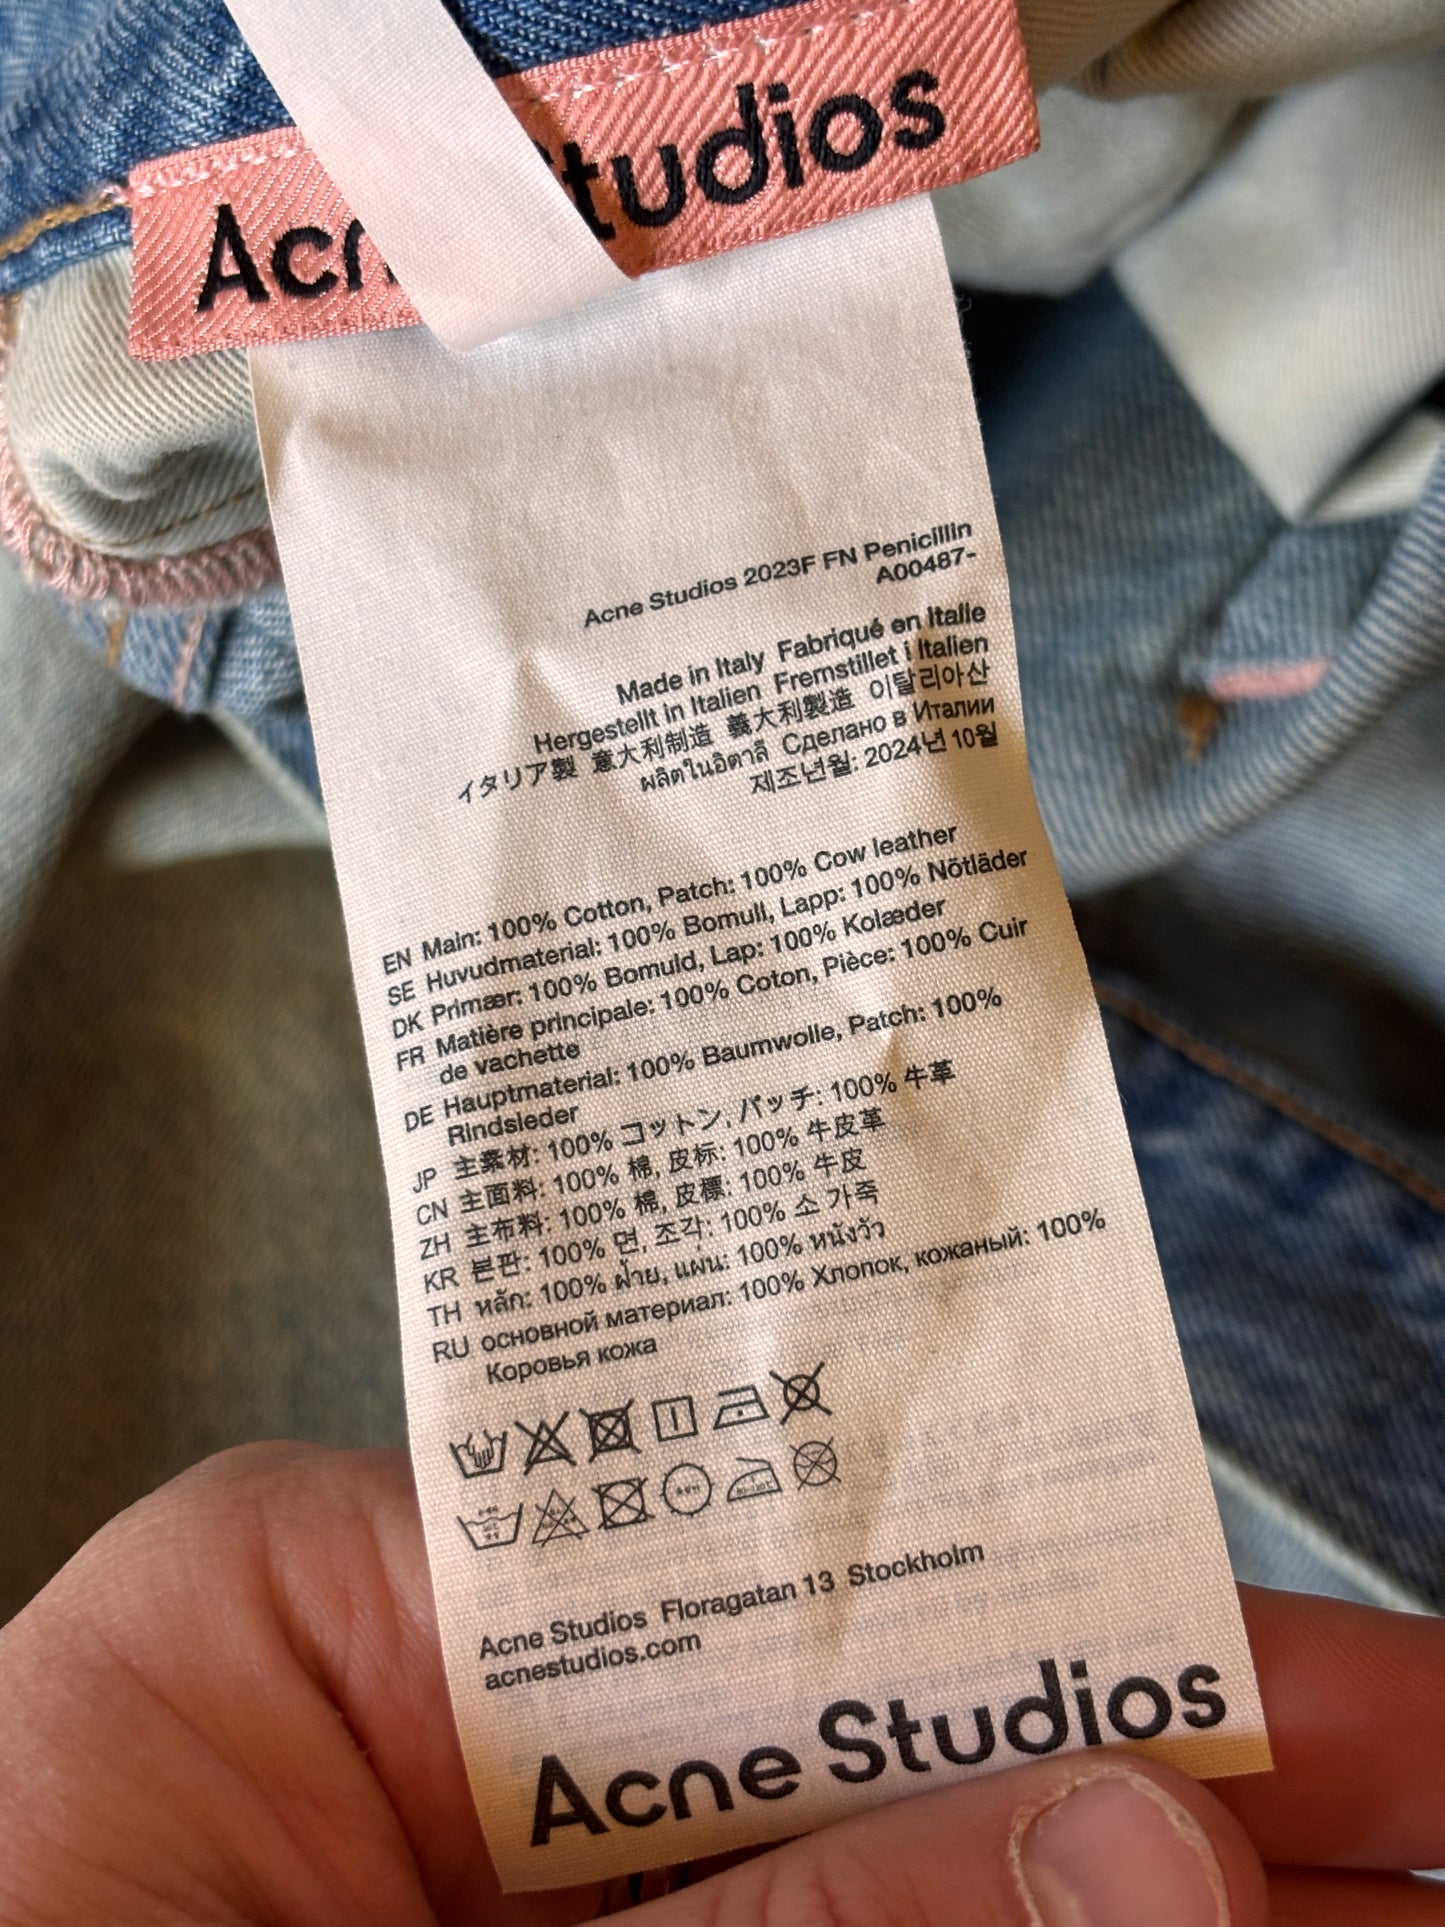 Acn Studios
Acne Studios 2023F FN Penicillin
A00487-
Made in Italy Fabriqué en Italie
Hergestellt in Italien Fremstillet i Italien
イタリア製 意大利制造 義大利製造 이탈리아산
ผลิตในอิตาลี Сделано в Италии
제조년월: 2024년 10월
EN Main: 100% Cotton, Patch: 100% Cow leather
SE Huvudmaterial: 100% Bomull, Lapp: 100% Nötläder
DK Primær: 100% Bomuld, Lap: 100% Kolæder
FR Matière principale: 100% Coton, Pièce: 100% Cuir
de vachette
DE Hauptmaterial: 100% Baumwolle, Patch: 100%
Rindsleder
JP 主素材: 100% コットン, パッチ: 100% 牛革
CN 主面料: 100% 棉, 皮标: 100% 牛皮革
ZH 主布料: 100% 棉, 皮標: 100% 牛皮
KR 본판: 100% 면, 조각: 100% 소 가죽
TH หลัก: 100% ฝ้าย, แผ่น: 100% หนังวัว
RU основной материал: 100% Хлопок, кожаный: 100%
Коровья кожа
Acne Studios Floragatan 13 Stockholm
acnestudios.com
Acne Studios